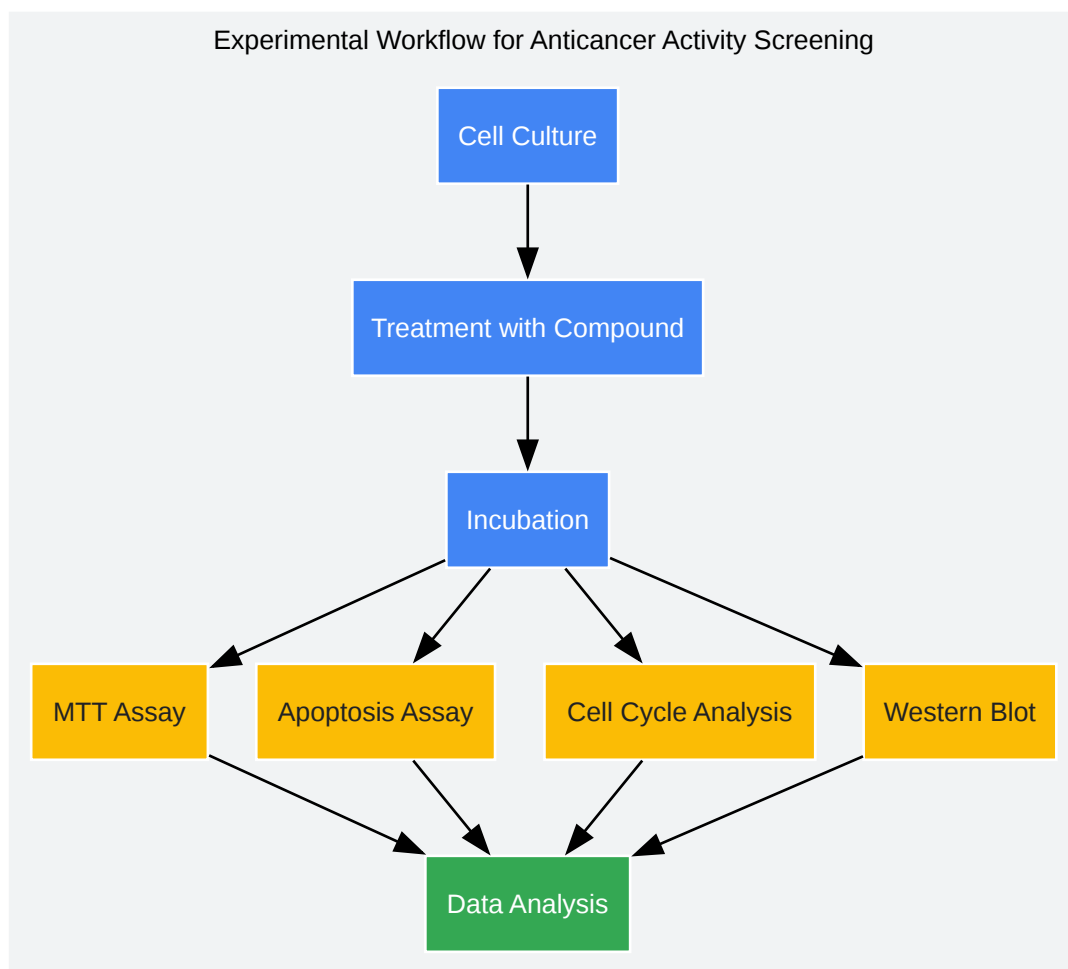 Experimental Workflow for Anticancer Activity Screening
Cell Culture
Treatment with Compound
Incubation
MTT Assay
Apoptosis Assay
Cell Cycle Analysis
Western Blot
Data Analysis